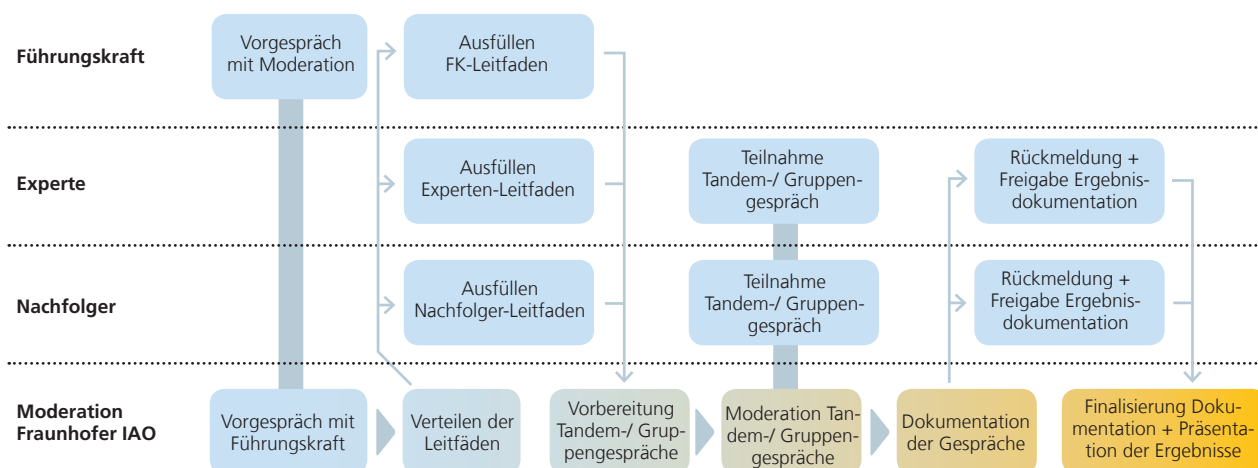 Führungskraft
Vorgespräch
mit Moderation
Ausfüllen
FK-Leitfaden
Experte
Ausfüllen
Experten-Leitfaden
Teilnahme
Tandem-/ Gruppen-
gespräch
Rückmeldung +
Freigabe Ergebnis-
dokumentation
Nachfolger
Ausfüllen
Nachfolger-Leitfaden
Teilnahme
Tandem-/ Gruppen-
gespräch
Rückmeldung +
Freigabe Ergebnis-
dokumentation
Moderation
Fraunhofer IAO
Vorgespräch mit
Führungskraft
Verteilen der
Leitfäden
Vorbereitung
Tandem-/ Grup-
pengespräche
Moderation Tan-
dem-/ Gruppen-
gespräche
Dokumentation
der Gespräche
Finalisierung Doku-
mentation + Präsenta-
tion der Ergebnisse